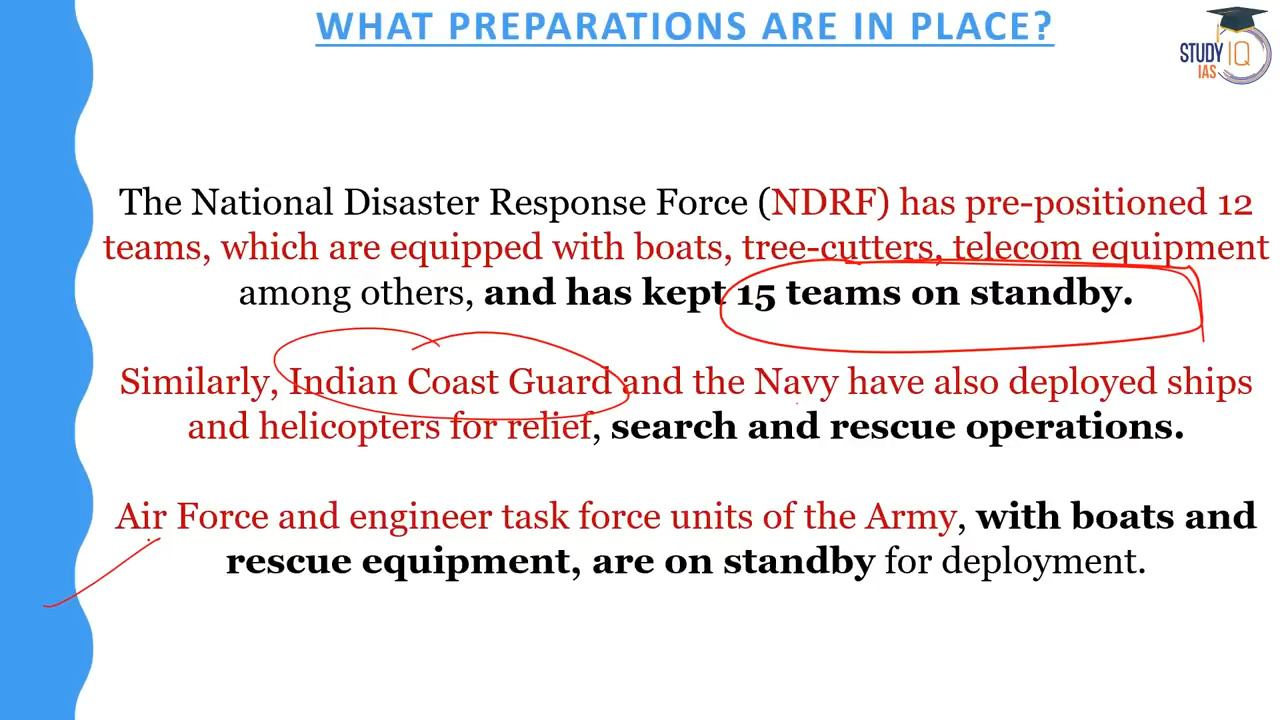 WHAT PREPARATIONS ARE IN PLACE?
STUDY IQ
IAS
The National Disaster Response Force (NDRF) has pre-positioned 12
teams, which are equipped with boats, tree-cutters, telecom equipment
among others, and has kept 15 teams on standby.
Similarly, Indian Coast Guard and the Navy have also deployed ships
and helicopters for relief, search and rescue operations.
Air Force and engineer task force units of the Army, with boats and
rescue equipment, are on standby for deployment.